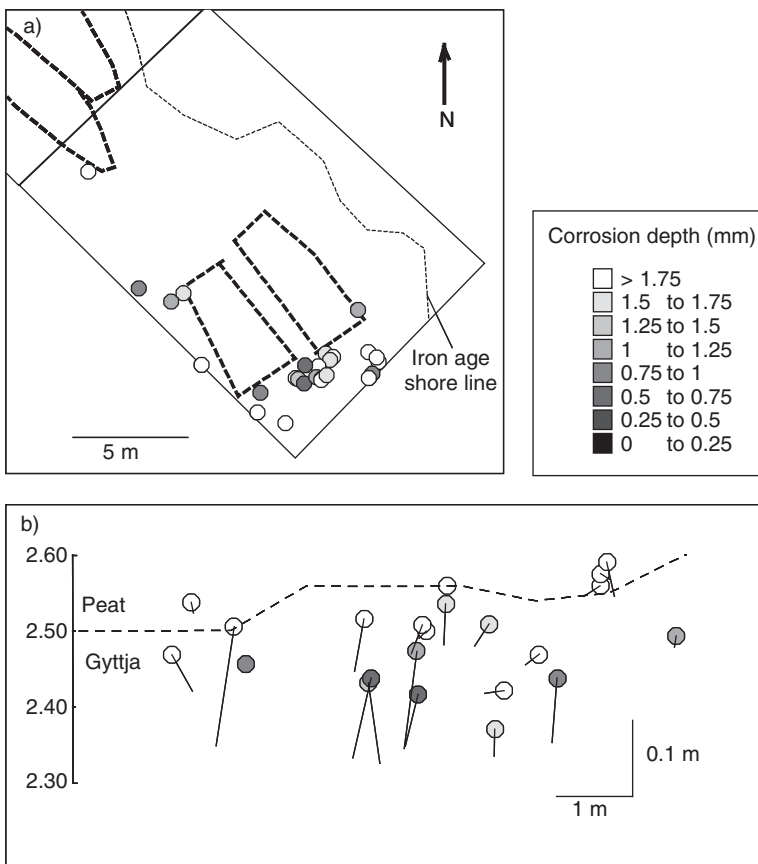 a)
N
Iron age
shore line
5 m
Corrosion depth (mm)
> 1.75
1.5 to 1.75
1.25 to 1.5
1 to 1.25
0.75 to 1
0.5 to 0.75
0.25 to 0.5
0 to 0.25
b)
2.60
Peat
2.50
Gyttja
2.40
2.30
0.1 m
1 m